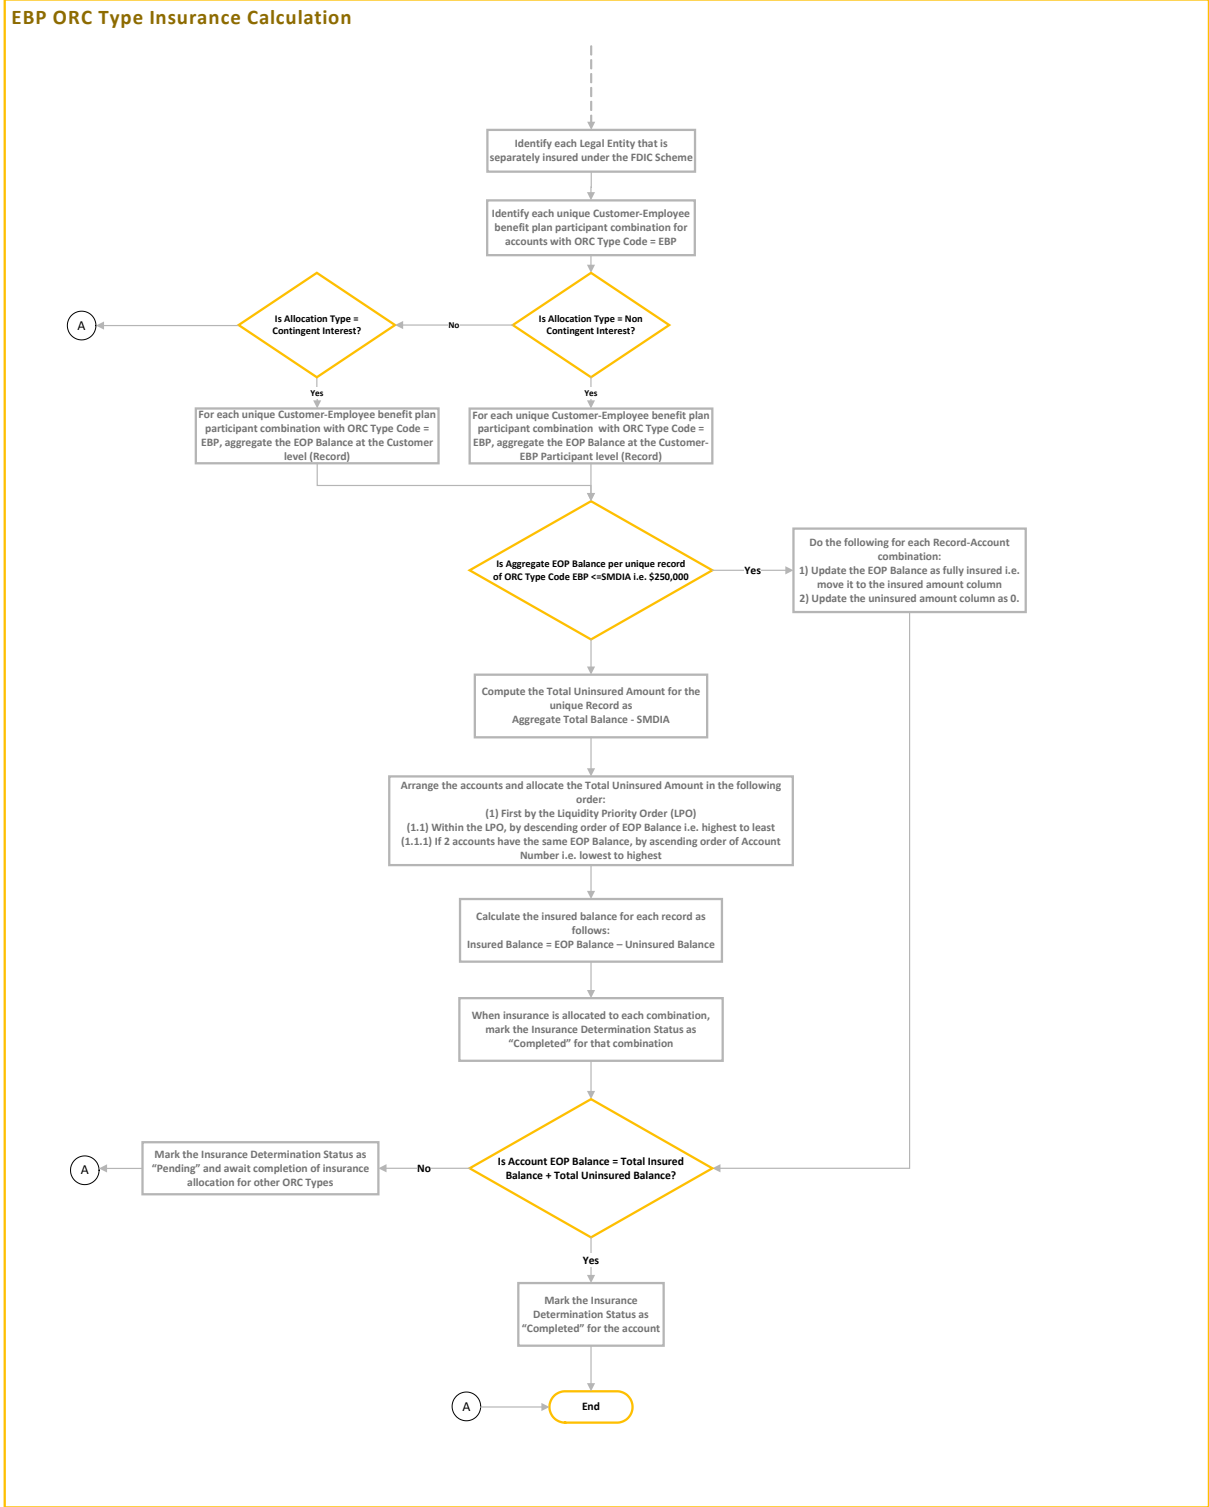 EBP ORC Type Insurance Calculation
Identify each Legal Entity that is
separately insured under the FDIC Scheme
Identify each unique Customer-Employee
benefit plan participant combination for
accounts with ORC Type Code = EBP
A
Is Allocation Type =
Contingent Interest?
No
Is Allocation Type = Non
Contingent Interest?
Yes
Yes
For each unique Customer-Employee benefit plan
participant combination with ORC Type Code =
EBP, aggregate the EOP Balance at the Customer
level (Record)
For each unique Customer-Employee benefit plan
participant combination  with ORC Type Code =
EBP, aggregate the EOP Balance at the Customer-
EBP Participant level (Record)
Is Aggregate EOP Balance per unique record
of ORC Type Code EBP <=SMDIA i.e. $250,000
Yes
Do the following for each Record-Account
combination:
1) Update the EOP Balance as fully insured i.e.
move it to the insured amount column
2) Update the uninsured amount column as 0.
Compute the Total Uninsured Amount for the
unique Record as
Aggregate Total Balance - SMDIA
Arrange the accounts and allocate the Total Uninsured Amount in the following
order:
(1) First by the Liquidity Priority Order (LPO)
(1.1) Within the LPO, by descending order of EOP Balance i.e. highest to least
(1.1.1) If 2 accounts have the same EOP Balance, by ascending order of Account
Number i.e. lowest to highest
Calculate the insured balance for each record as
follows:
Insured Balance = EOP Balance – Uninsured Balance
When insurance is allocated to each combination,
mark the Insurance Determination Status as
“Completed” for that combination
A
Mark the Insurance Determination Status as
“Pending” and await completion of insurance
allocation for other ORC Types
No
Is Account EOP Balance = Total Insured
Balance + Total Uninsured Balance?
Yes
Mark the Insurance
Determination Status as
“Completed” for the account
A
End